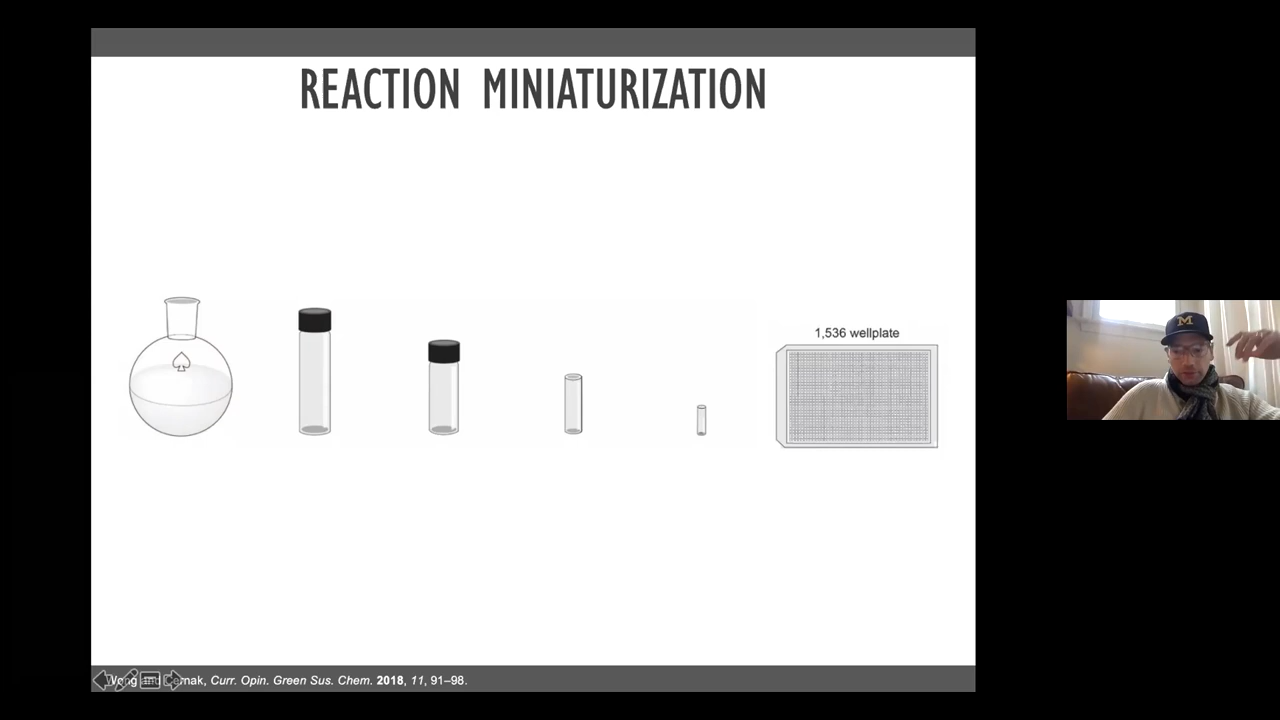 REACTION MINIATURIZATION
1,536 wellplate
M
Curr. Opin. Green Sus. Chem. 2018, 11, 91–98.